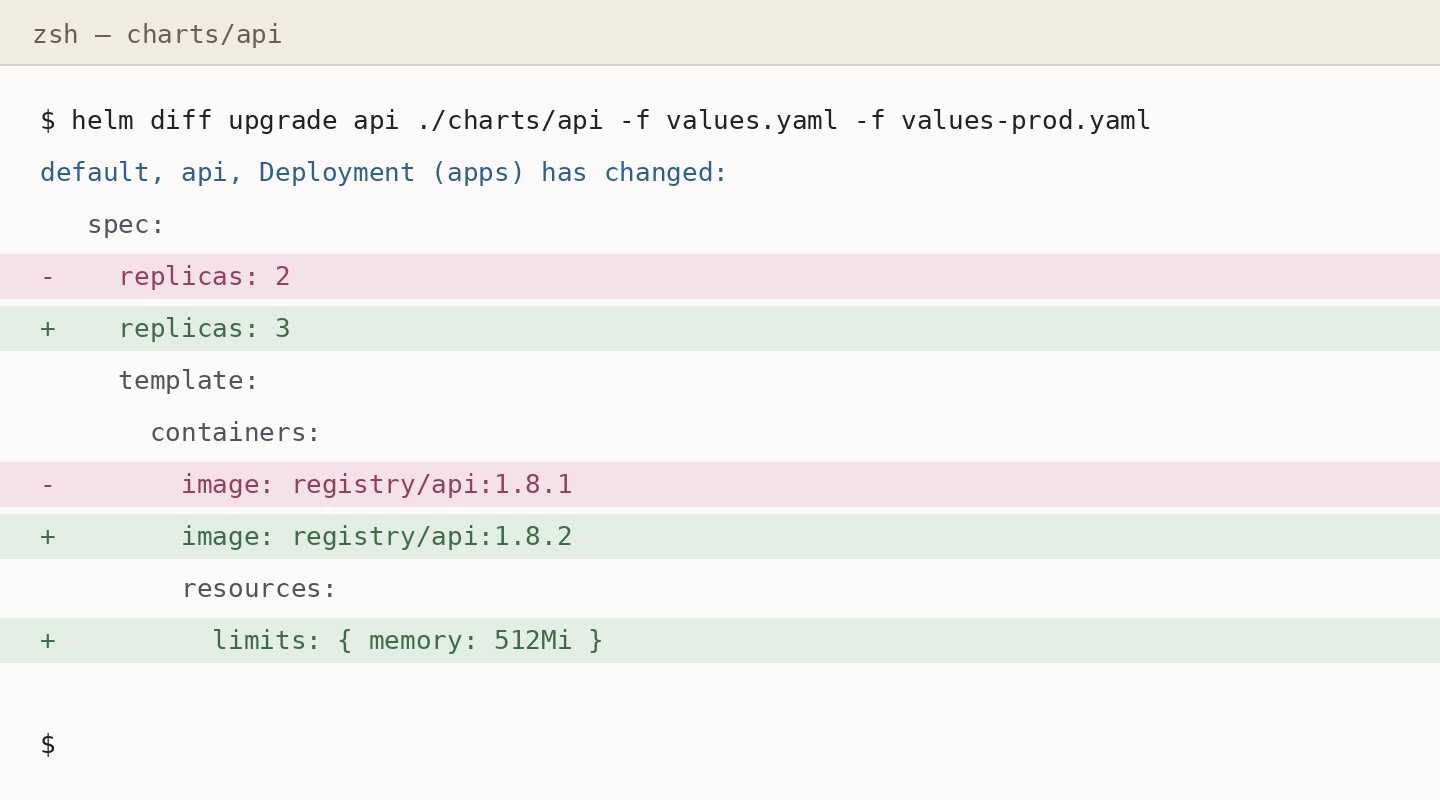 zsh — charts/api
$ helm diff upgrade api ./charts/api -f values.yaml -f values-prod.yaml
default, api, Deployment (apps) has changed:
   spec:
-    replicas: 2
+    replicas: 3
     template:
       containers:
-        image: registry/api:1.8.1
+        image: registry/api:1.8.2
         resources:
+          limits: { memory: 512Mi }
$